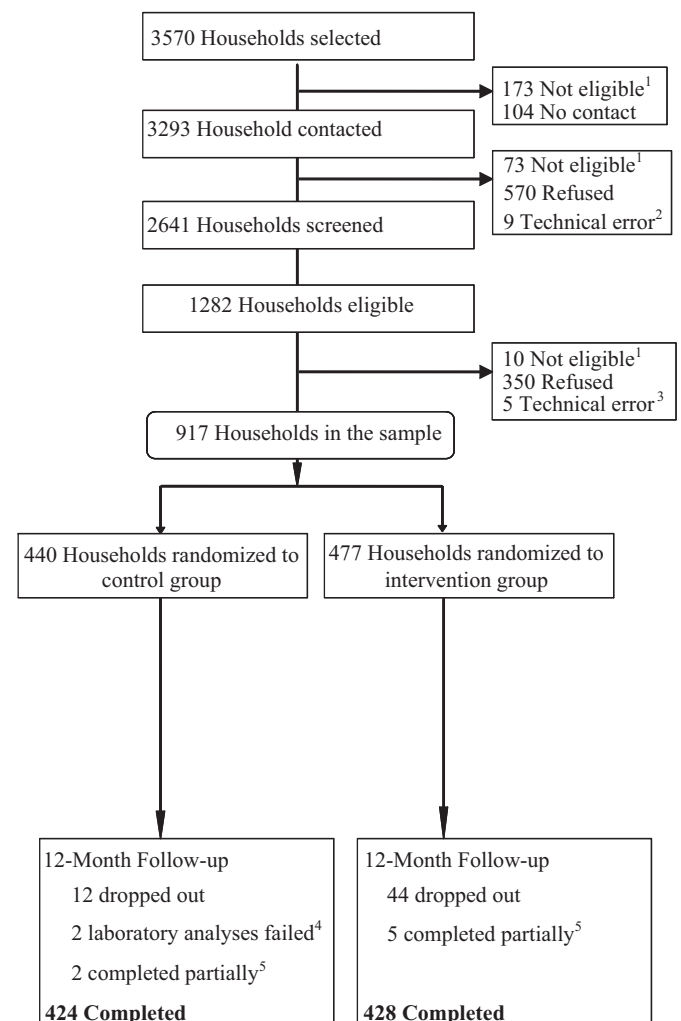 3570 Households selected
173 Not eligible¹
104 No contact
3293 Household contacted
73 Not eligible¹
570 Refused
9 Technical error²
2641 Households screened
1282 Households eligible
10 Not eligible¹
350 Refused
5 Technical error³
917 Households in the sample
440 Households randomized to
control group
477 Households randomized to
intervention group
12-Month Follow-up
12 dropped out
2 laboratory analyses failed⁴
2 completed partially⁵
424 Completed
12-Month Follow-up
44 dropped out
5 completed partially⁵
428 Completed